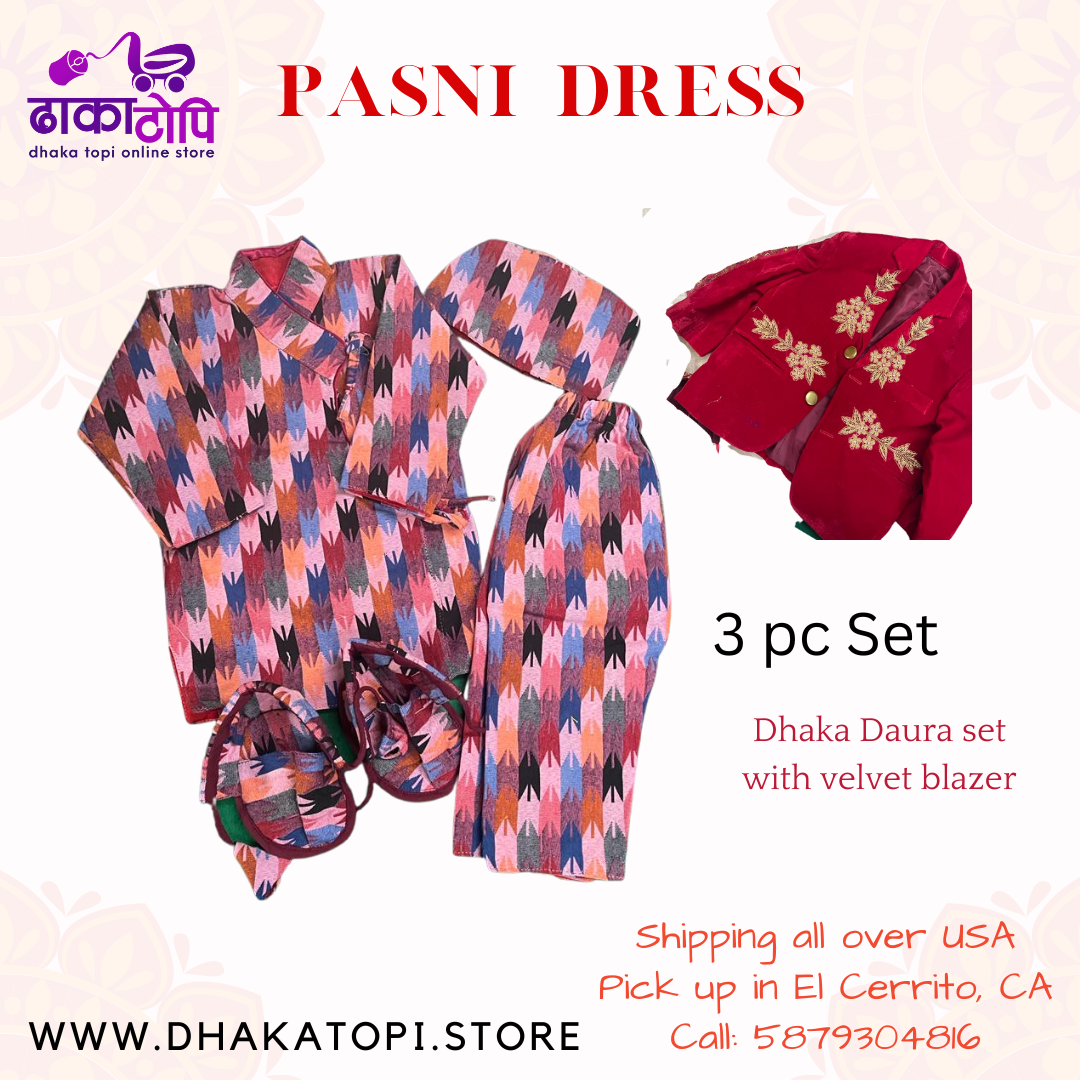 ढाका टोपि
dhaka topi online store
PASNI DRESS
3 pc Set
Dhaka Daura set
with velvet blazer
Shipping all over USA
Pick up in El Cerrito, CA
Call: 5879304816
WWW.DHAKATOPI.STORE